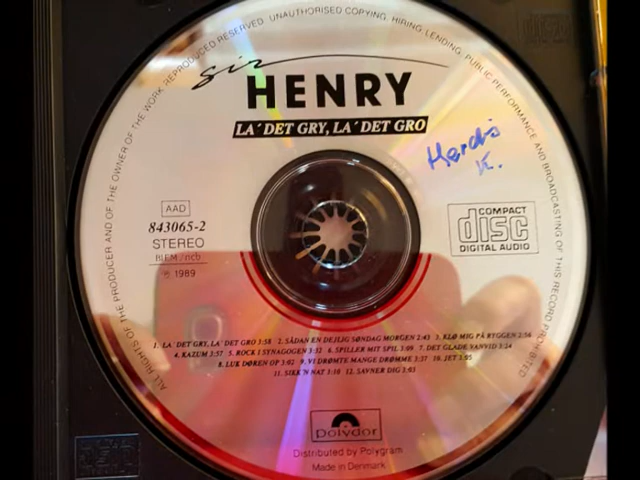 ALL RIGHTS OF THE PRODUCER AND OF THE OWNER OF THE WORK REPRODUCED RESERVED. UNAUTHORISED COPYING, HIRING, LENDING, PUBLIC PERFORMANCE AND BROADCASTING OF THIS RECORD PROHIBITED
Sir
HENRY
LA´ DET GRY, LA´ DET GRO
Herdis
K.
AAD
843065-2
STEREO
BIEM/ncb
℗ 1989
COMPACT
disc
DIGITAL AUDIO
1. LA´ DET GRY, LA´ DET GRO 3:58 2. SÅDAN EN DEJLIG SØNDAG MORGEN 2:43 3. KLØ MIG PÅ RYGGEN 2:56
4. KAZUM 3:57 5. ROCK I SYNAGOGEN 3:32 6. SPILLER MIT SPIL 3:09 7. DET GLADE VANVID 3:24
8. LUK DØREN OP 3:02 9. VI DRØMTE MANGE DRØMME 3:37 10. JET 3:05
11. SIKK'N NAT 3:10 12. SAVNER DIG 3:05
Polydor
Distributed by Polygram
Made in Denmark